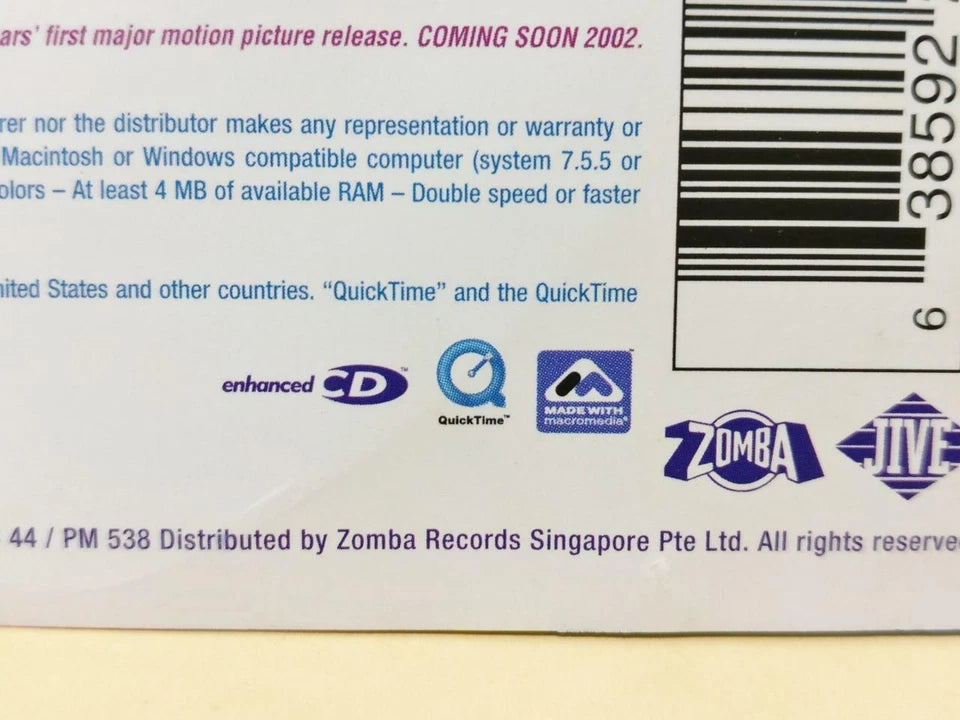 ars' first major motion picture release. COMING SOON 2002.
rer nor the distributor makes any representation or warranty or
Macintosh or Windows compatible computer (system 7.5.5 or
olors – At least 4 MB of available RAM – Double speed or faster
nited States and other countries. “QuickTime” and the QuickTime
6 38592
enhanced CD™
QuickTime™
MADE WITH
macromedia®
ZOMBA
JIVE
44 / PM 538 Distributed by Zomba Records Singapore Pte Ltd. All rights reserve